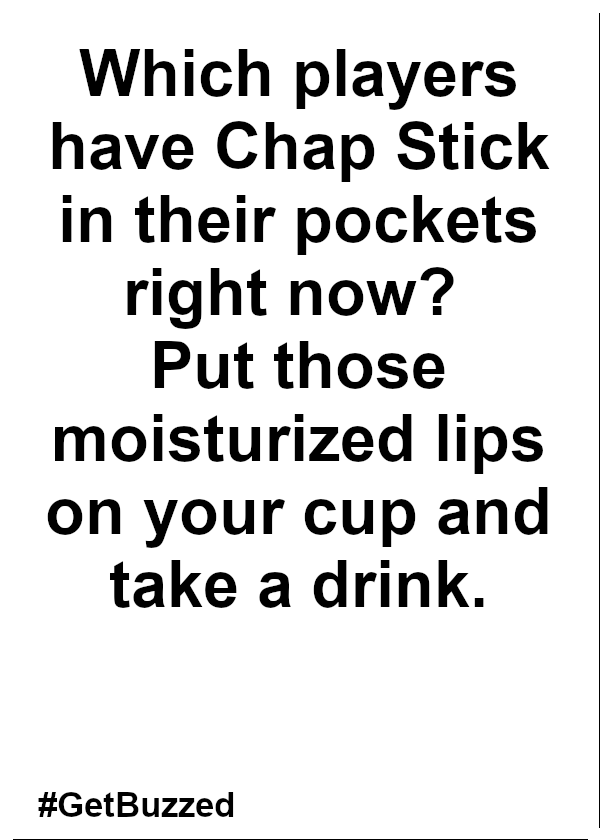 Which players
have Chap Stick
in their pockets
right now?
Put those
moisturized lips
on your cup and
take a drink.
#GetBuzzed